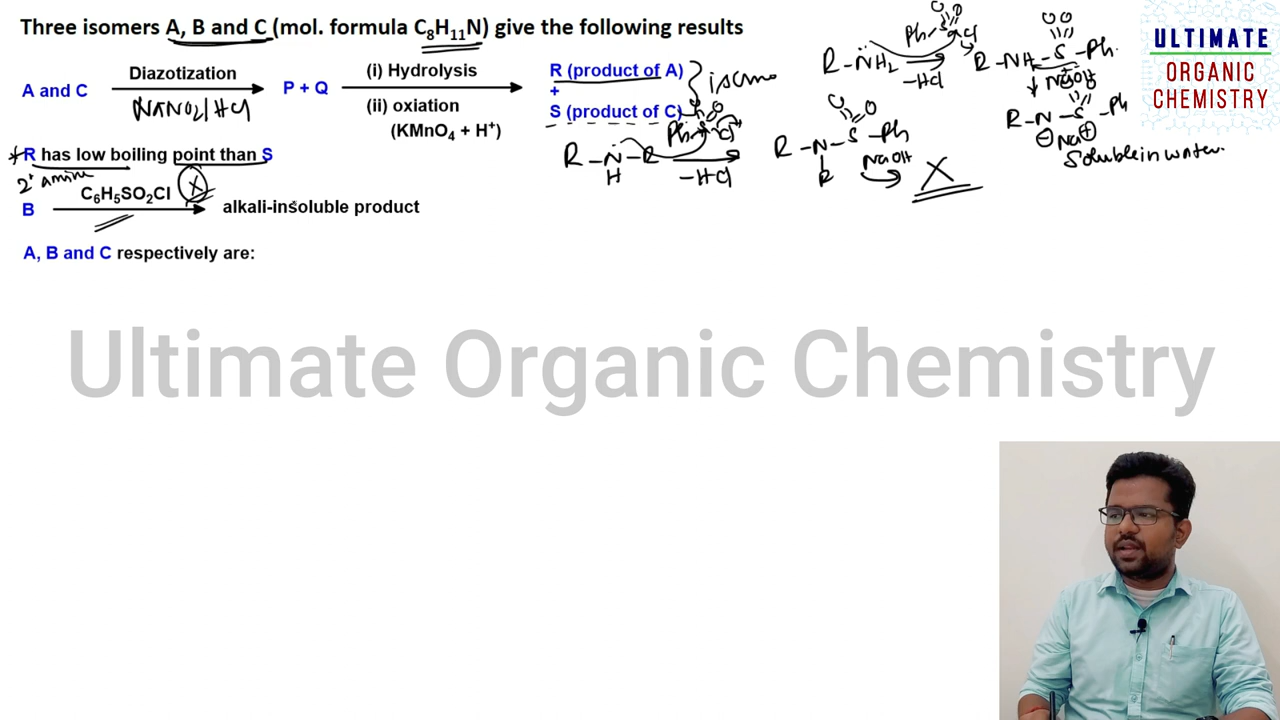 Three isomers A, B and C (mol. formula C₈H₁₁N) give the following results
ULTIMATE
ORGANIC
CHEMISTRY
A and C
Diazotization
NaNO₂/HCl
P + Q
(i) Hydrolysis
(ii) oxiation
(KMnO₄ + H⁺)
R (product of A)
+
S (product of C)
R has low boiling point than S
2° amine
B
C₆H₅SO₂Cl
alkali-insoluble product
A, B and C respectively are:
R-NH₂
-HCl
R-NH-S-Ph
NaOH
R-N-S-Ph
Na
Soluble in water.
R-N-R
H
-HCl
R-N-S-Ph
R
NaOH
X
Ultimate Organic Chemistry